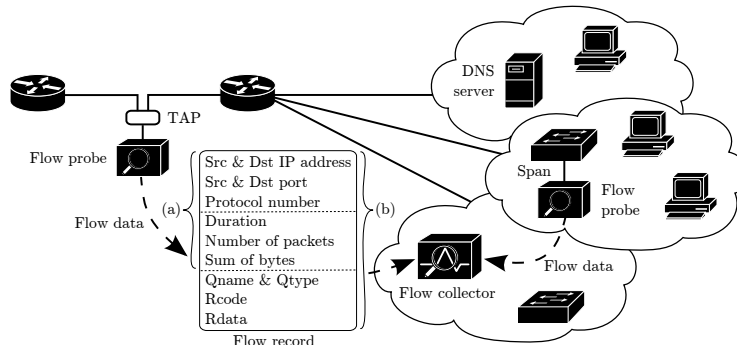 DNS
server
TAP
Flow probe
Span
Flow
probe
(a)
Src & Dst IP address
Src & Dst port
Protocol number
Duration
Number of packets
Sum of bytes
Qname & Qtype
Rcode
Rdata
(b)
Flow data
Flow data
Flow collector
Flow record